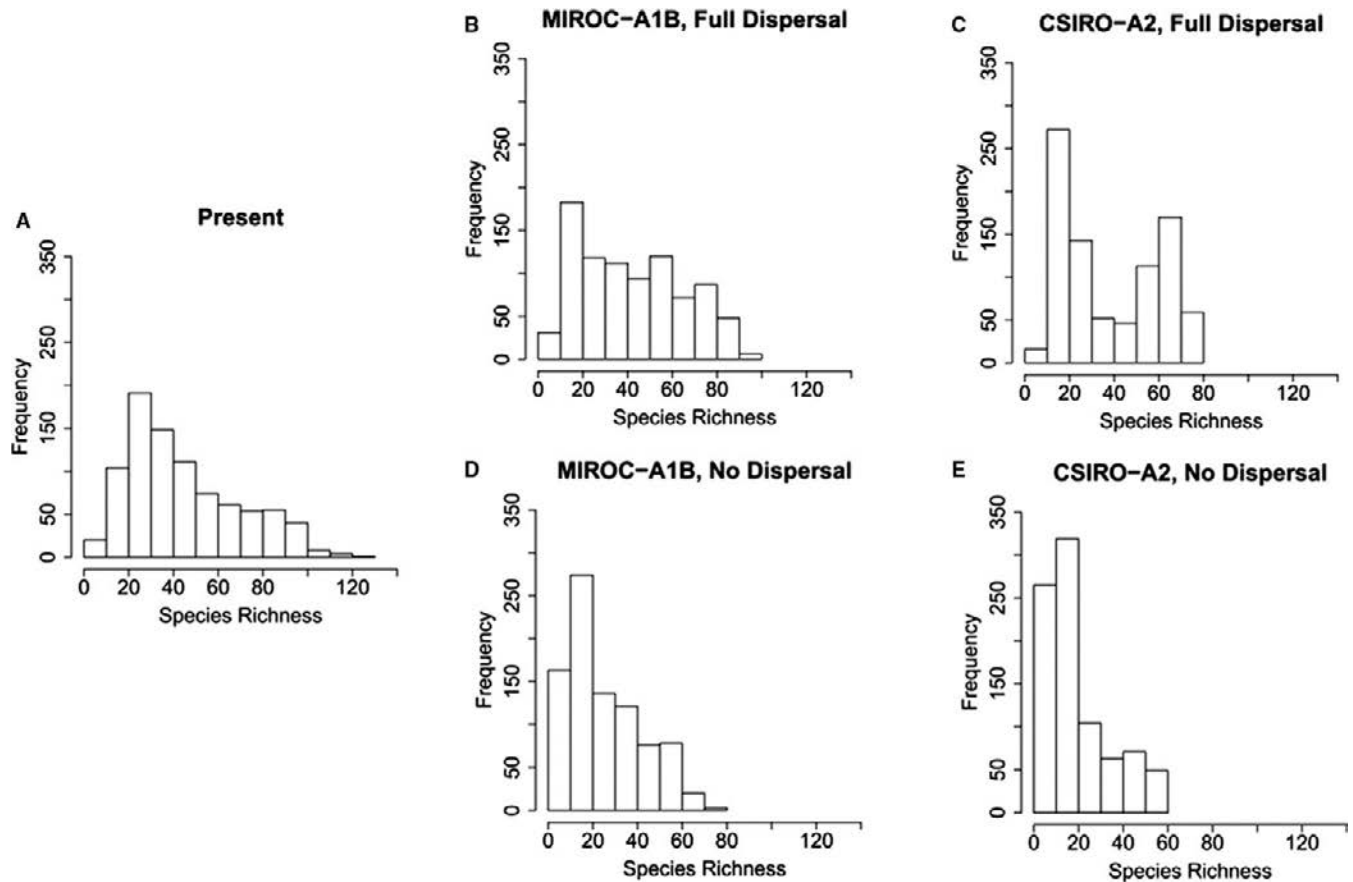 A
Present
350
250
150
50
0
Frequency
0 20 40 60 80 120
Species Richness
B
MIROC−A1B, Full Dispersal
350
250
150
50
0
Frequency
0 20 40 60 80 120
Species Richness
C
CSIRO−A2, Full Dispersal
350
250
150
50
0
Frequency
0 20 40 60 80 120
Species Richness
D
MIROC−A1B, No Dispersal
350
250
150
50
0
Frequency
0 20 40 60 80 120
Species Richness
E
CSIRO−A2, No Dispersal
350
250
150
50
0
Frequency
0 20 40 60 80 120
Species Richness